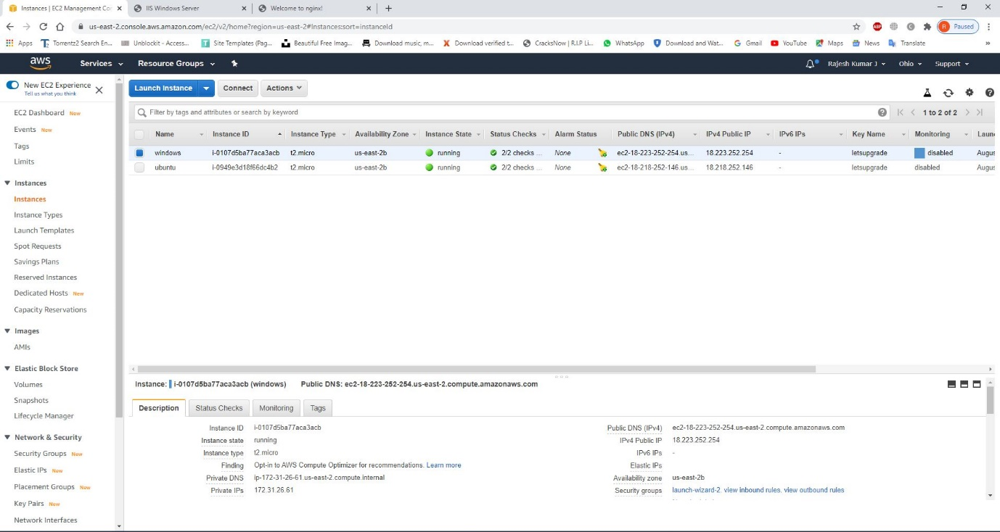 Instances | EC2 Management Co
IIS Windows Server
Welcome to nginx!
us-east-2.console.aws.amazon.com/ec2/v2/home?region=us-east-2#Instances:sort=instanceId
ABP
R Paused
Apps
Torrentz2 Search En...
Unblockit - Access...
Site Templates (Pag...
Beautiful Free Imag...
Download music, m...
Download verified t...
CracksNow | R.I.P Li...
WhatsApp
Download and Wat...
Gmail
YouTube
Maps
News
Translate
aws
Services
Resource Groups
Rajesh Kumar J
Ohio
Support
New EC2 Experience
Tell us what you think
EC2 Dashboard New
Events New
Tags
Limits
Instances
Instances
Instance Types
Launch Templates
Spot Requests
Savings Plans
Reserved Instances
Dedicated Hosts New
Capacity Reservations
Images
AMIs
Elastic Block Store
Volumes
Snapshots
Lifecycle Manager
Network & Security
Security Groups New
Elastic IPs New
Placement Groups New
Key Pairs New
Network Interfaces
Launch Instance
Connect
Actions
Filter by tags and attributes or search by keyword
1 to 2 of 2
Name Instance ID Instance Type Availability Zone Instance State Status Checks Alarm Status Public DNS (IPv4) IPv4 Public IP IPv6 IPs Key Name Monitoring Laun
windows i-0107d5ba77aca3acb t2.micro us-east-2b running 2/2 checks ... None ec2-18-223-252-254.us... 18.223.252.254 - letsupgrade disabled Augus
ubuntu i-0949e3d18f66dc4b2 t2.micro us-east-2b running 2/2 checks ... None ec2-18-218-252-146.us... 18.218.252.146 - letsupgrade disabled Augus
Instance: i-0107d5ba77aca3acb (windows) Public DNS: ec2-18-223-252-254.us-east-2.compute.amazonaws.com
Description
Status Checks
Monitoring
Tags
Instance ID i-0107d5ba77aca3acb
Instance state running
Instance type t2.micro
Finding Opt-in to AWS Compute Optimizer for recommendations. Learn more
Private DNS ip-172-31-26-61.us-east-2.compute.internal
Private IPs 172.31.26.61
Public DNS (IPv4) ec2-18-223-252-254.us-east-2.compute.amazonaws.com
IPv4 Public IP 18.223.252.254
IPv6 IPs -
Elastic IPs
Availability zone us-east-2b
Security groups launch-wizard-2. view inbound rules. view outbound rules